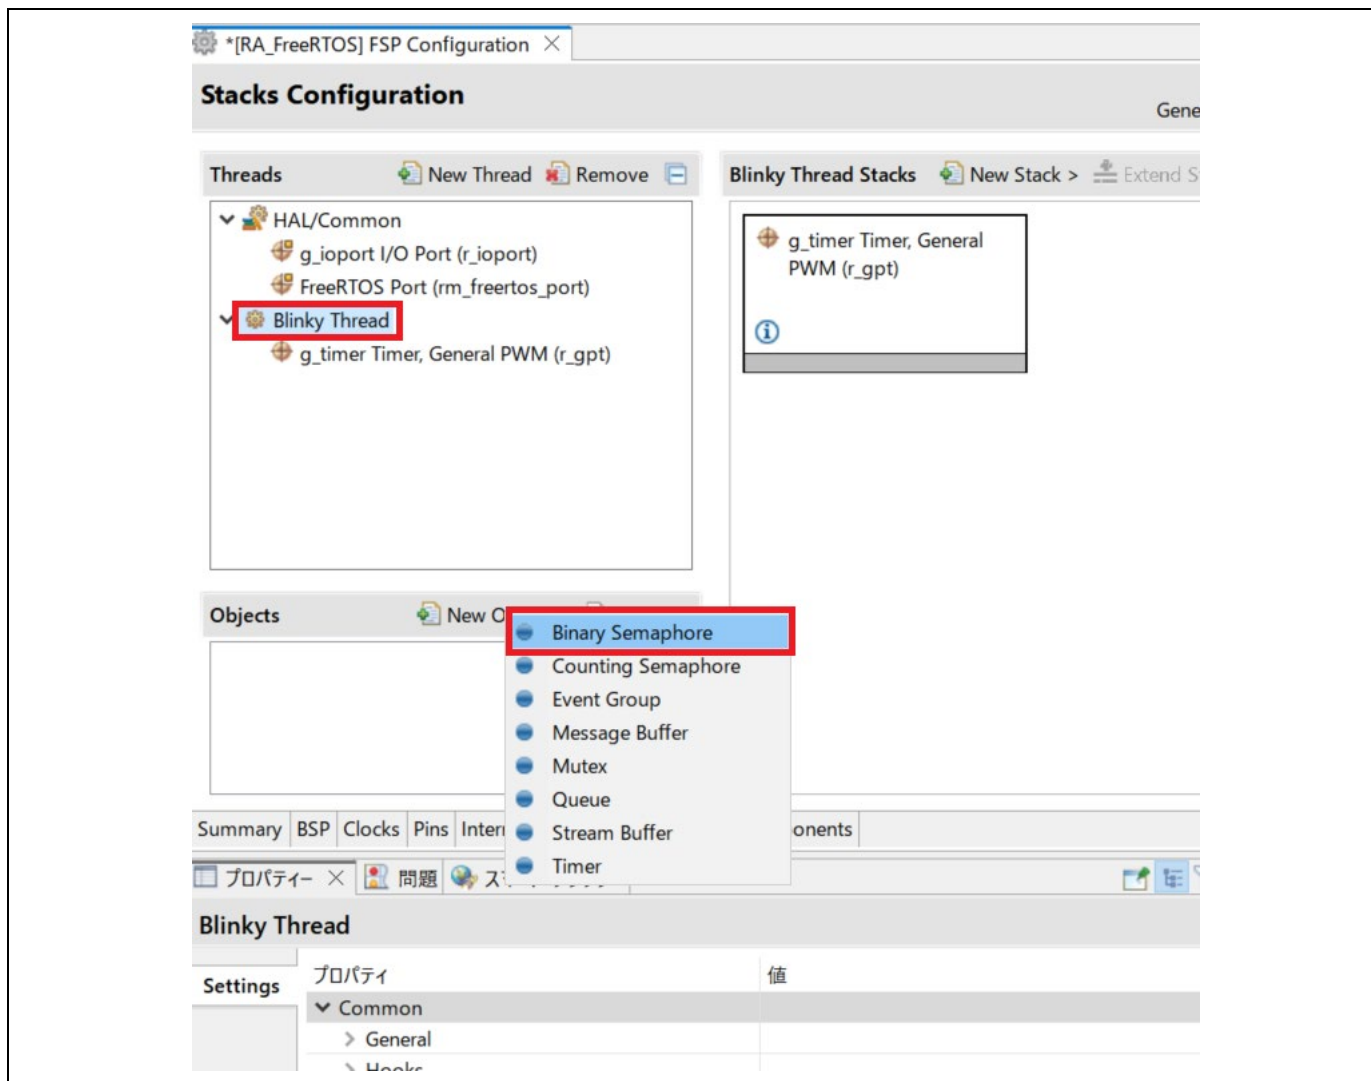 *[RA_FreeRTOS] FSP Configuration
Stacks Configuration
Gene
Threads
New Thread
Remove
HAL/Common
g_ioport I/O Port (r_ioport)
FreeRTOS Port (rm_freertos_port)
Blinky Thread
g_timer Timer, General PWM (r_gpt)
Blinky Thread Stacks
New Stack >
Extend S
g_timer Timer, General
PWM (r_gpt)
Objects
New O
Binary Semaphore
Counting Semaphore
Event Group
Message Buffer
Mutex
Queue
Stream Buffer
Timer
Summary
BSP
Clocks
Pins
Inter
onents
プロパティー
問題
ス
Blinky Thread
Settings
プロパティ
値
Common
General
Hooks